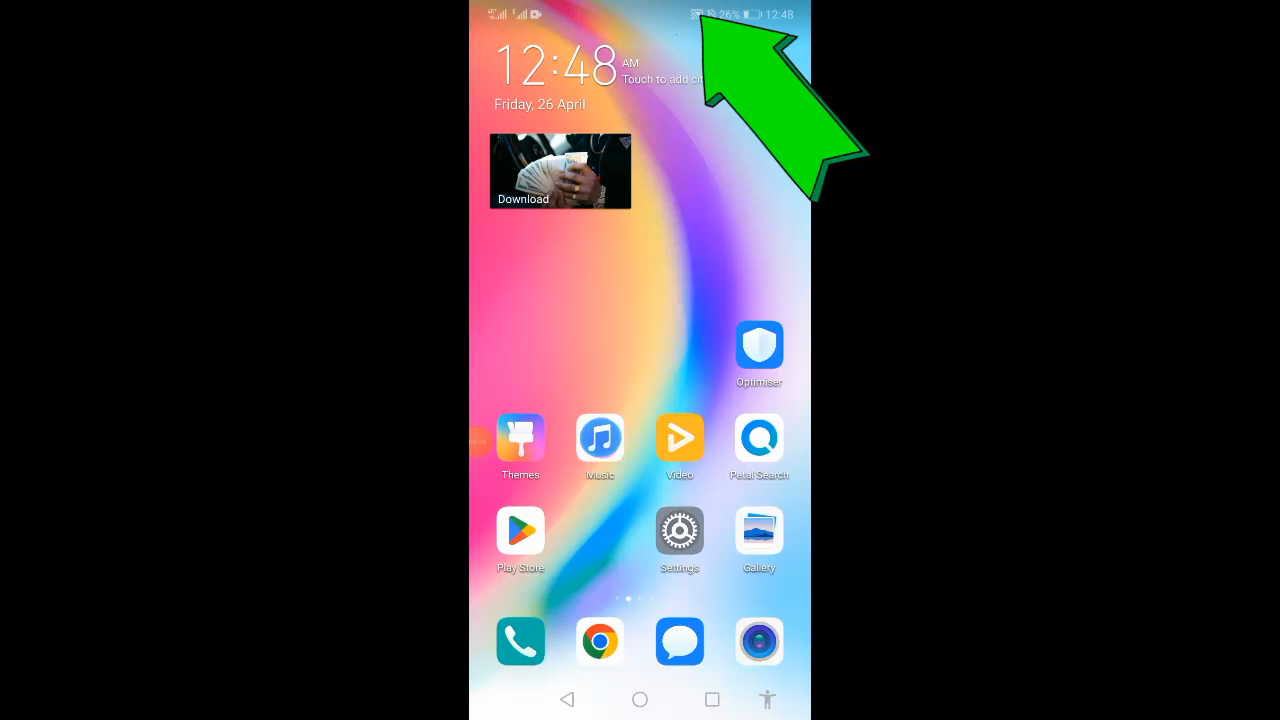 26% 12:48
12:48 AM
Touch to add
Friday, 26 April
Download
Optimiser
Themes Music Video Petal Search
Play Store Settings Gallery